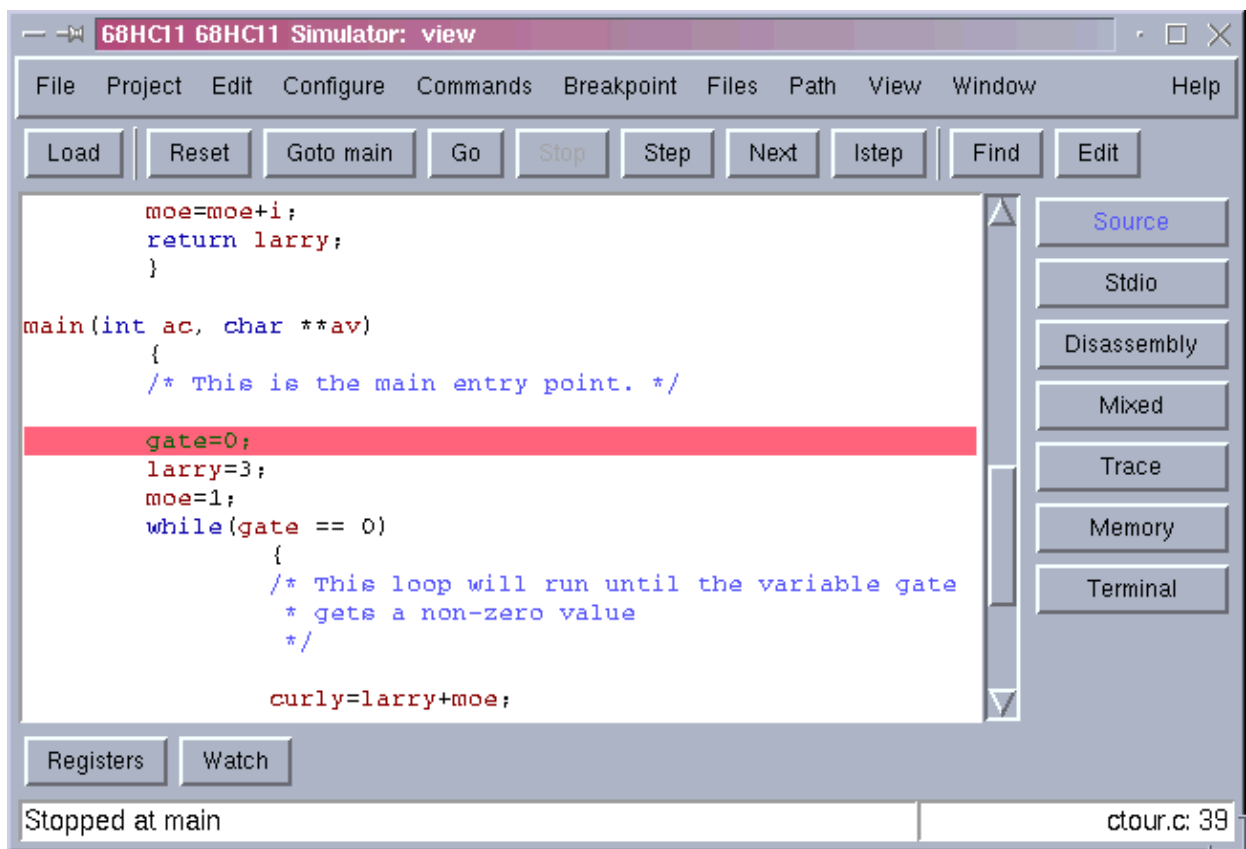 68HC11 68HC11 Simulator: view
File Project Edit Configure Commands Breakpoint Files Path View Window Help
Load Reset Goto main Go Stop Step Next Istep Find Edit
moe=moe+i;
return larry;
}
main(int ac, char **av)
{
/* This is the main entry point. */
gate=0;
larry=3;
moe=1;
while(gate == 0)
{
/* This loop will run until the variable gate
* gets a non-zero value
*/
curly=larry+moe;
Source
Stdio
Disassembly
Mixed
Trace
Memory
Terminal
Registers Watch
Stopped at main ctour.c: 39